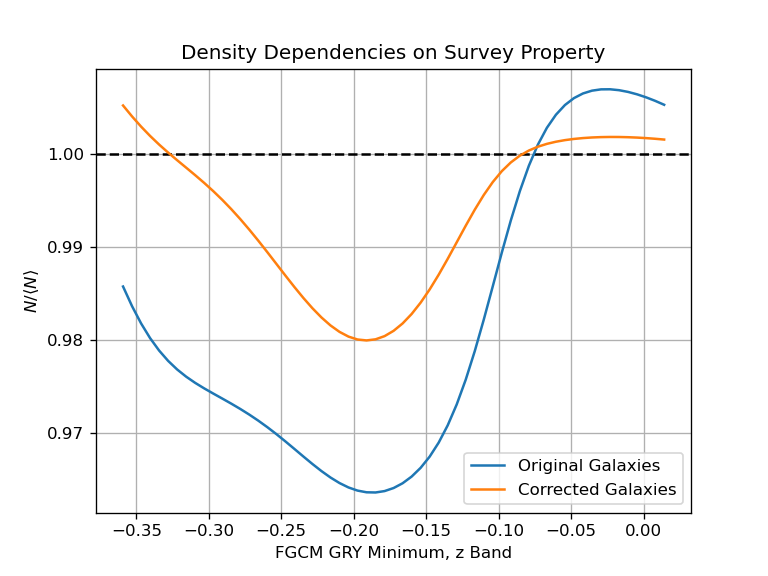 Density Dependencies on Survey Property
1.00
0.99
0.98
0.97
N/⟨N⟩
−0.35 −0.30 −0.25 −0.20 −0.15 −0.10 −0.05 0.00
FGCM GRY Minimum, z Band
Original Galaxies
Corrected Galaxies